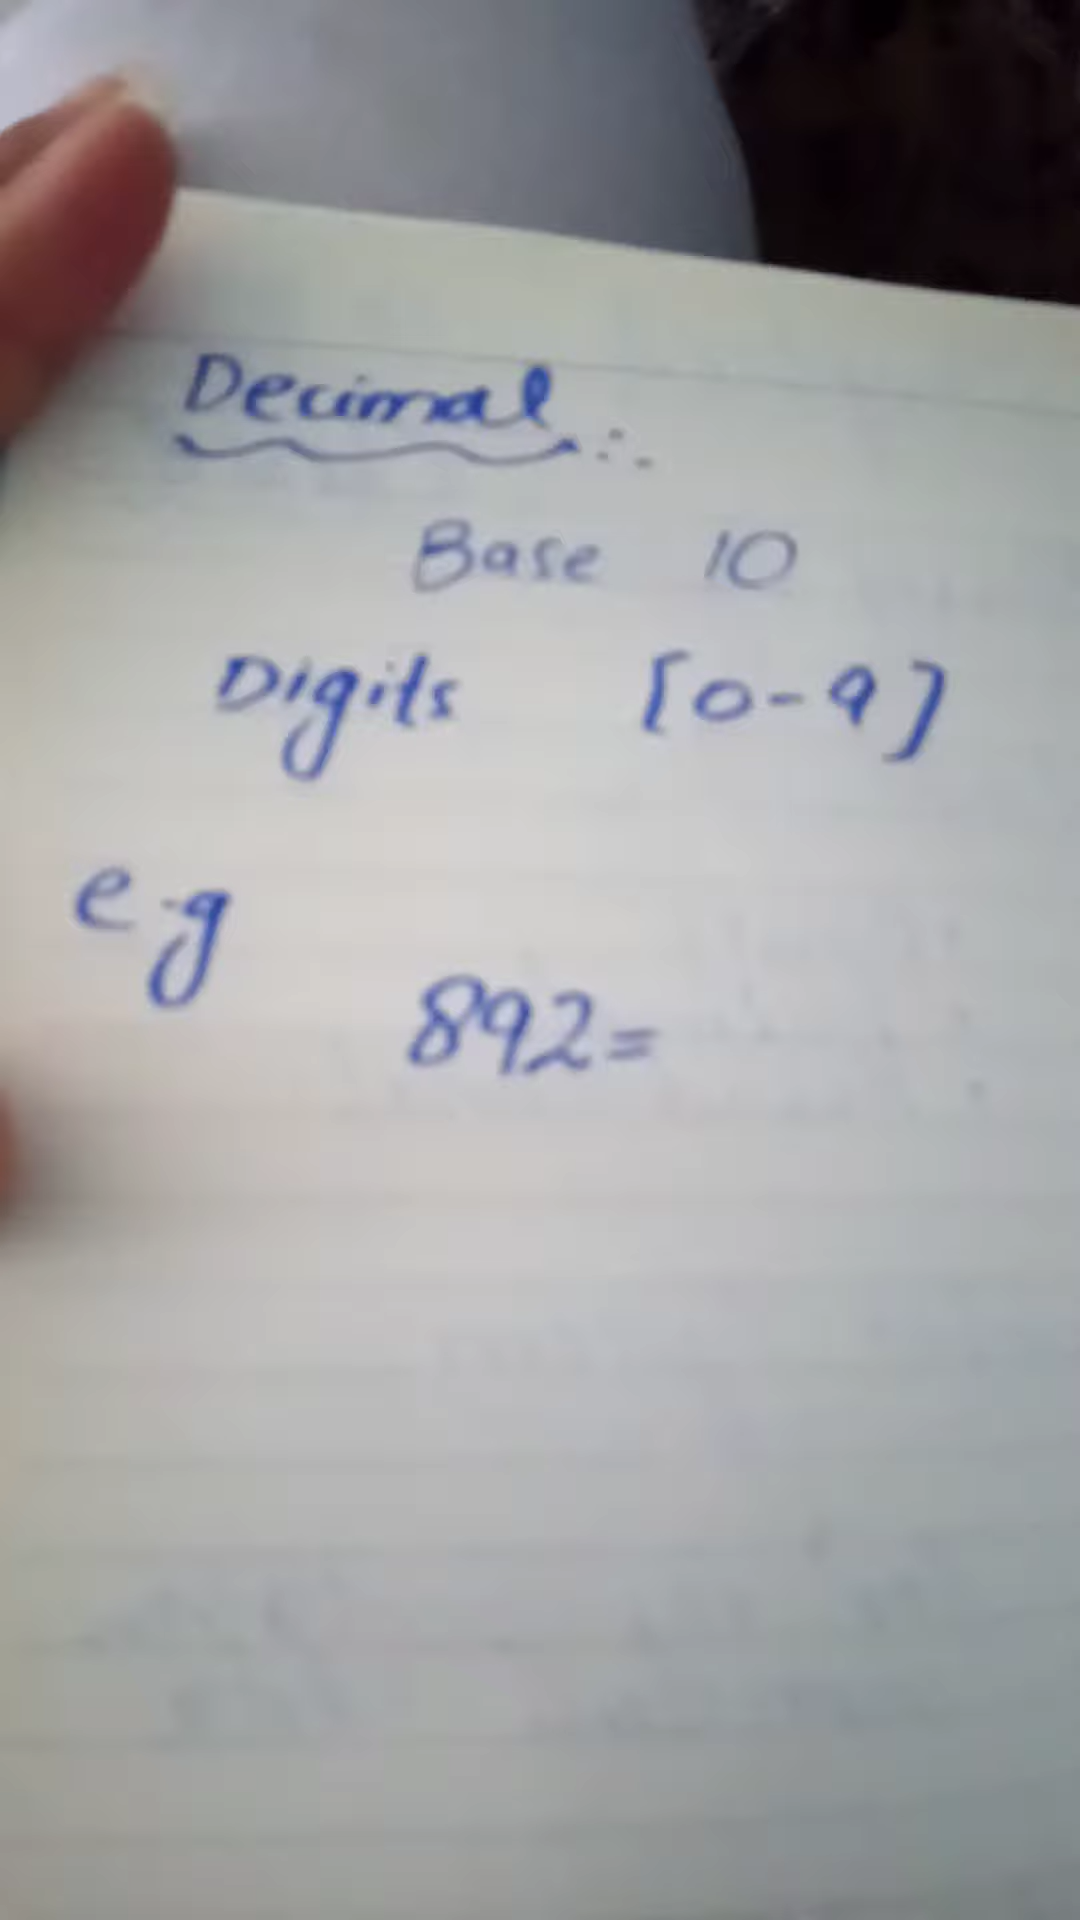 Decimal :-
Base 10
Digits [0-9]
e.g
892=